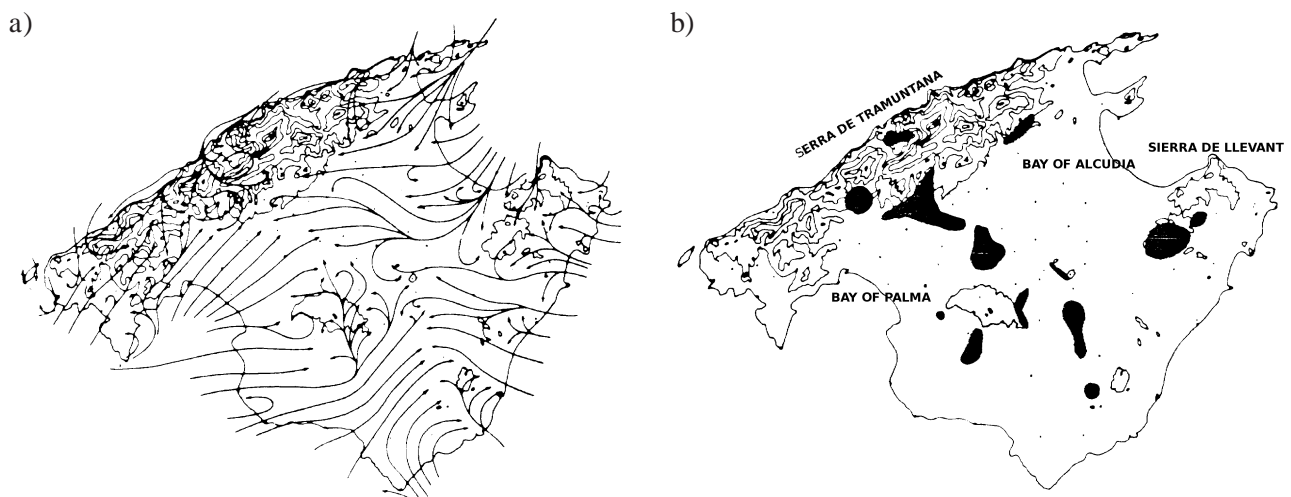 a)
b)
SERRA DE TRAMUNTANA
SIERRA DE LLEVANT
BAY OF ALCUDIA
BAY OF PALMA